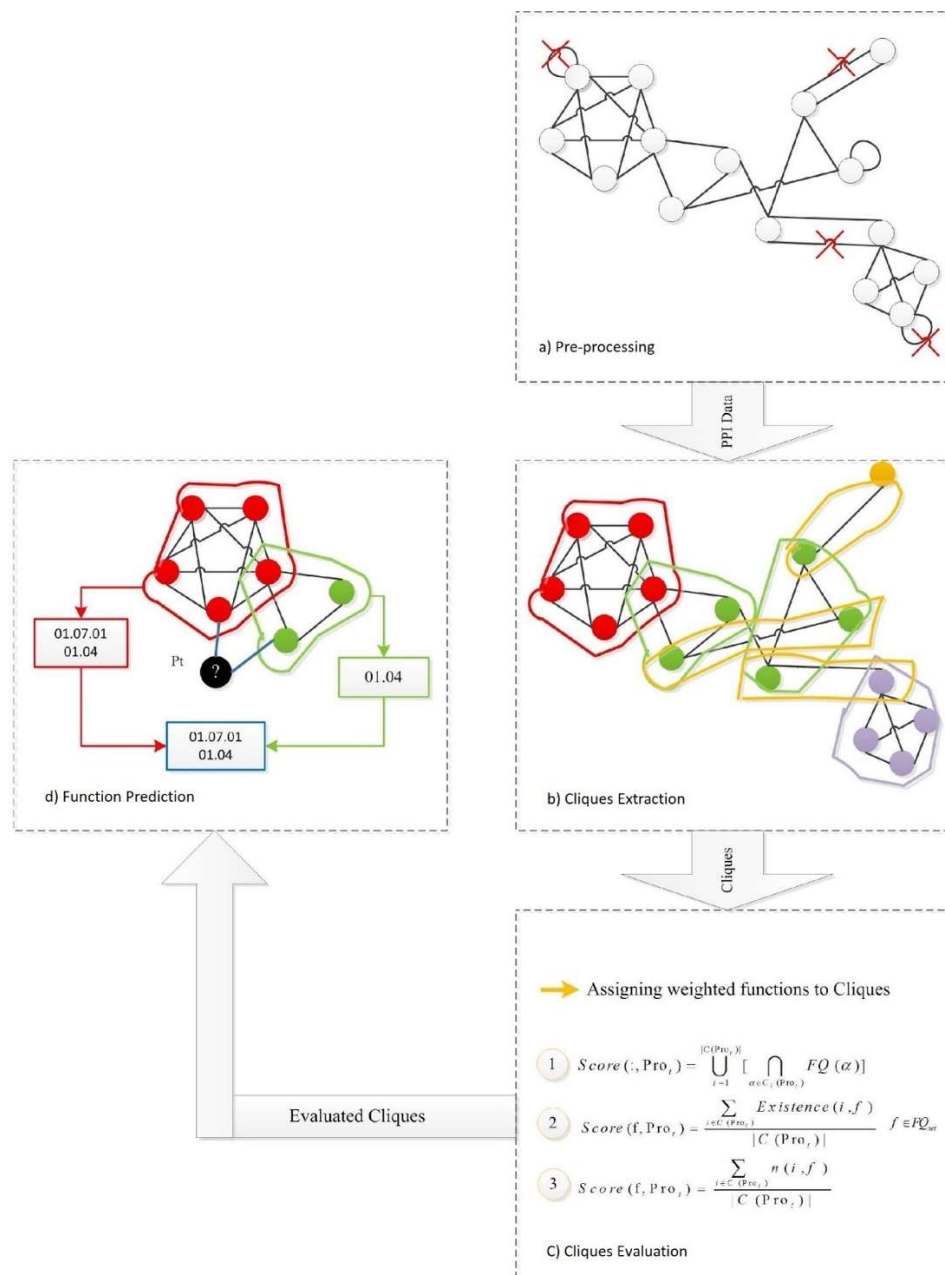 a) Pre-processing
PPI Data
b) Cliques Extraction
Cliques
Assigning weighted functions to Cliques
1 Score(:,Pro_t) = ⋃_{i=1}^{|C(Pro_t)|} [ ⋂_{α∈C_i(Pro_t)} FQ(α)]
2 Score(f,Pro_t) = ∑_{i∈C(Pro_t)} Existence(i,f) / |C(Pro_t)| f ∈ FQ_set
3 Score(f,Pro_t) = ∑_{i∈C(Pro_t)} n(i,f) / |C(Pro_t)|
C) Cliques Evaluation
Evaluated Cliques
01.07.01
01.04
Pt
?
01.04
01.07.01
01.04
d) Function Prediction